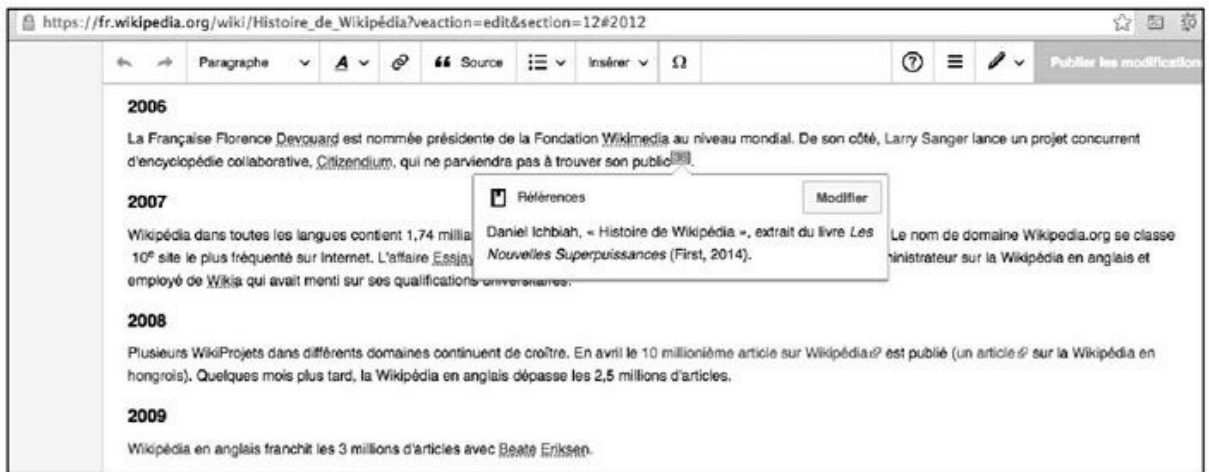 https://fr.wikipedia.org/wiki/Histoire_de_Wikipédia?veaction=edit&section=12#2012
Paragraphe A Source Insérer Ω ? Publier les modification
2006
La Française Florence Devouard est nommée présidente de la Fondation Wikimedia au niveau mondial. De son côté, Larry Sanger lance un projet concurrent
d'encyclopédie collaborative, Citizendium, qui ne parviendra pas à trouver son public.
Références Modifier
Daniel Ichbiah, « Histoire de Wikipédia », extrait du livre Les
Nouvelles Superpuissances (First, 2014).
2007
Wikipédia dans toutes les langues contient 1,74 Le nom de domaine Wikipedia.org se classe
10e site le plus fréquenté sur Internet. L'affaire Essjay sur la Wikipédia en anglais et
employé de Wikia qui avait menti sur ses qualifications universitaires.
2008
Plusieurs WikiProjets dans différents domaines continuent de croître. En avril le 10 millionième article sur Wikipédia est publié (un article sur la Wikipédia en
hongrois). Quelques mois plus tard, la Wikipédia en anglais dépasse les 2,5 millions d'articles.
2009
Wikipédia en anglais franchit les 3 millions d'articles avec Beate Eriksen.